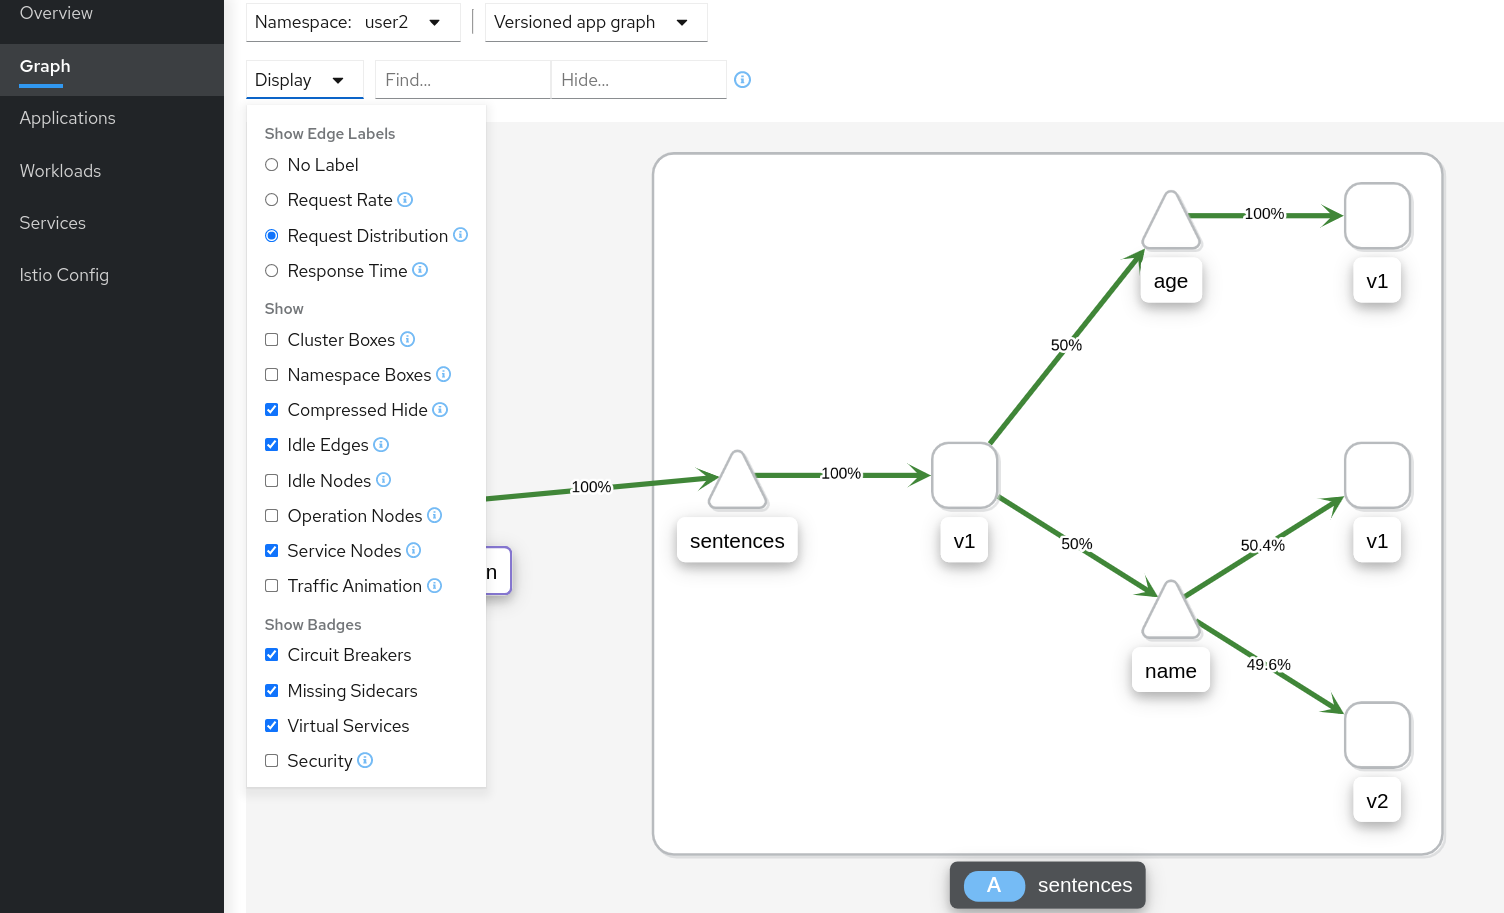 Overview
Graph
Applications
Workloads
Services
Istio Config
Namespace: user2
Versioned app graph
Display
Find...
Hide...
Show Edge Labels
No Label
Request Rate
Request Distribution
Response Time
Show
Cluster Boxes
Namespace Boxes
Compressed Hide
Idle Edges
Idle Nodes
Operation Nodes
Service Nodes
Traffic Animation
Show Badges
Circuit Breakers
Missing Sidecars
Virtual Services
Security
n
100%
sentences
100%
v1
50%
age
100%
v1
50%
name
50.4%
v1
49.6%
v2
A sentences